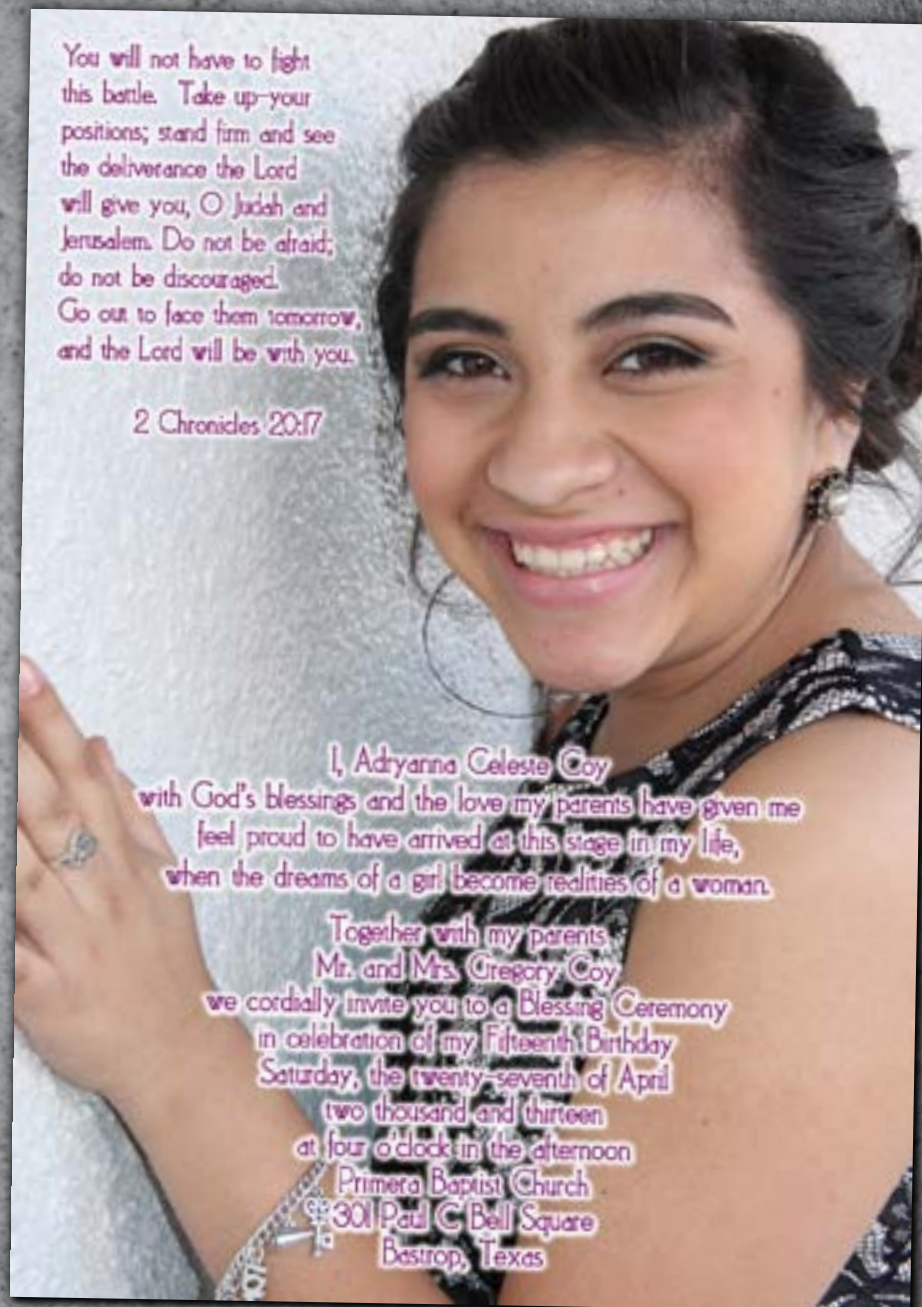 You will not have to fight
this battle. Take up your
positions; stand firm and see
the deliverance the Lord
will give you, O Judah and
Jerusalem. Do not be afraid;
do not be discouraged.
Go out to face them tomorrow,
and the Lord will be with you.
2 Chronicles 20:17
I, Adryanna Celeste Coy
with God's blessings and the love my parents have given me
feel proud to have arrived at this stage in my life,
when the dreams of a girl become realities of a woman.
Together with my parents,
Mr. and Mrs. Gregory Coy
we cordially invite you to a Blessing Ceremony
in celebration of my Fifteenth Birthday
Saturday, the twenty-seventh of April
two thousand and thirteen
at four o'clock in the afternoon
Primera Baptist Church
301 Paul C Bell Square
Bastrop, Texas